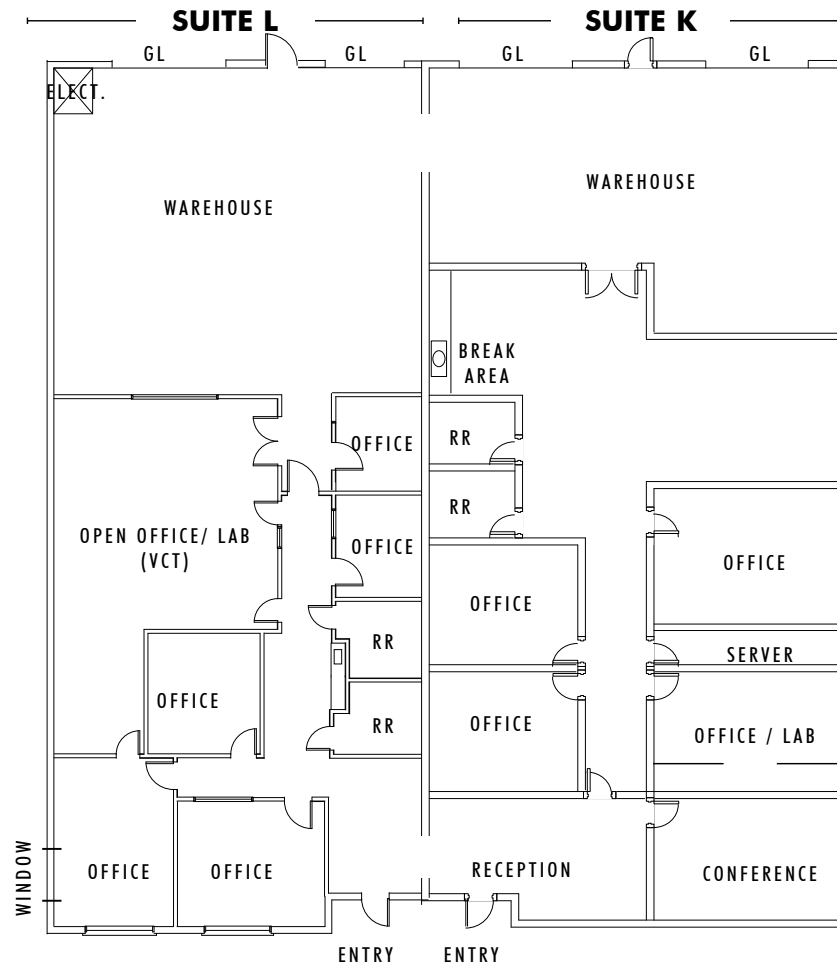 SUITE L
SUITE K
GL
GL
GL
GL
ELECT.
WAREHOUSE
WAREHOUSE
BREAK
AREA
OFFICE
RR
RR
OPEN OFFICE/ LAB
(VCT)
OFFICE
OFFICE
OFFICE
RR
SERVER
OFFICE
OFFICE
RR
OFFICE / LAB
WINDOW
OFFICE
OFFICE
RECEPTION
CONFERENCE
ENTRY
ENTRY